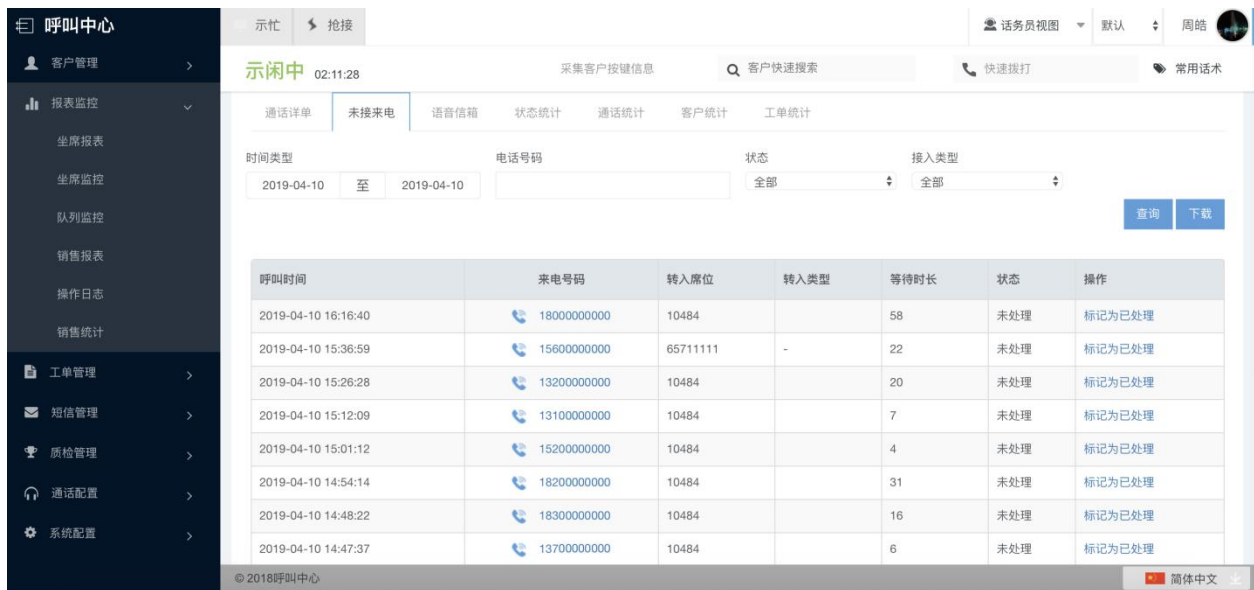 呼叫中心
示忙
抢接
话务员视图
默认
周皓
客户管理
示闲中 02:11:28
采集客户按键信息
客户快速搜索
快速拨打
常用话术
报表监控
坐席报表
坐席监控
队列监控
销售报表
操作日志
销售统计
工单管理
短信管理
质检管理
通话配置
系统配置
通话详单 未接来电 语音信箱 状态统计 通话统计 客户统计 工单统计
时间类型 电话号码 状态 接入类型
2019-04-10 至 2019-04-10 全部 全部
查询 下载
呼叫时间 来电号码 转入席位 转入类型 等待时长 状态 操作
2019-04-10 16:16:40 18000000000 10484 58 未处理 标记为已处理
2019-04-10 15:36:59 15600000000 65711111 - 22 未处理 标记为已处理
2019-04-10 15:26:28 13200000000 10484 20 未处理 标记为已处理
2019-04-10 15:12:09 13100000000 10484 7 未处理 标记为已处理
2019-04-10 15:01:12 15200000000 10484 4 未处理 标记为已处理
2019-04-10 14:54:14 18200000000 10484 31 未处理 标记为已处理
2019-04-10 14:48:22 18300000000 10484 16 未处理 标记为已处理
2019-04-10 14:47:37 13700000000 10484 6 未处理 标记为已处理
© 2018呼叫中心
简体中文